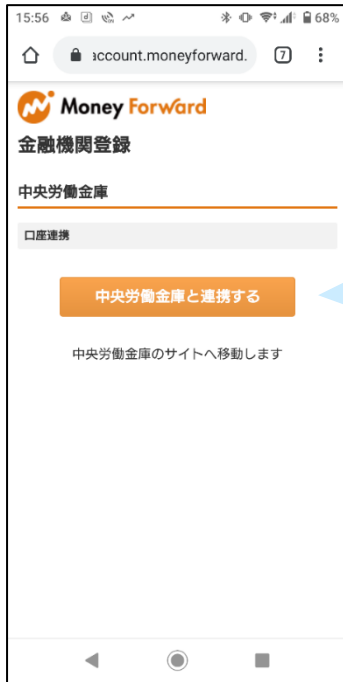 15:56 68%
account.moneyforward. 7
Money Forward
金融機関登録
中央労働金庫
口座連携
中央労働金庫と連携する
中央労働金庫のサイトへ移動します